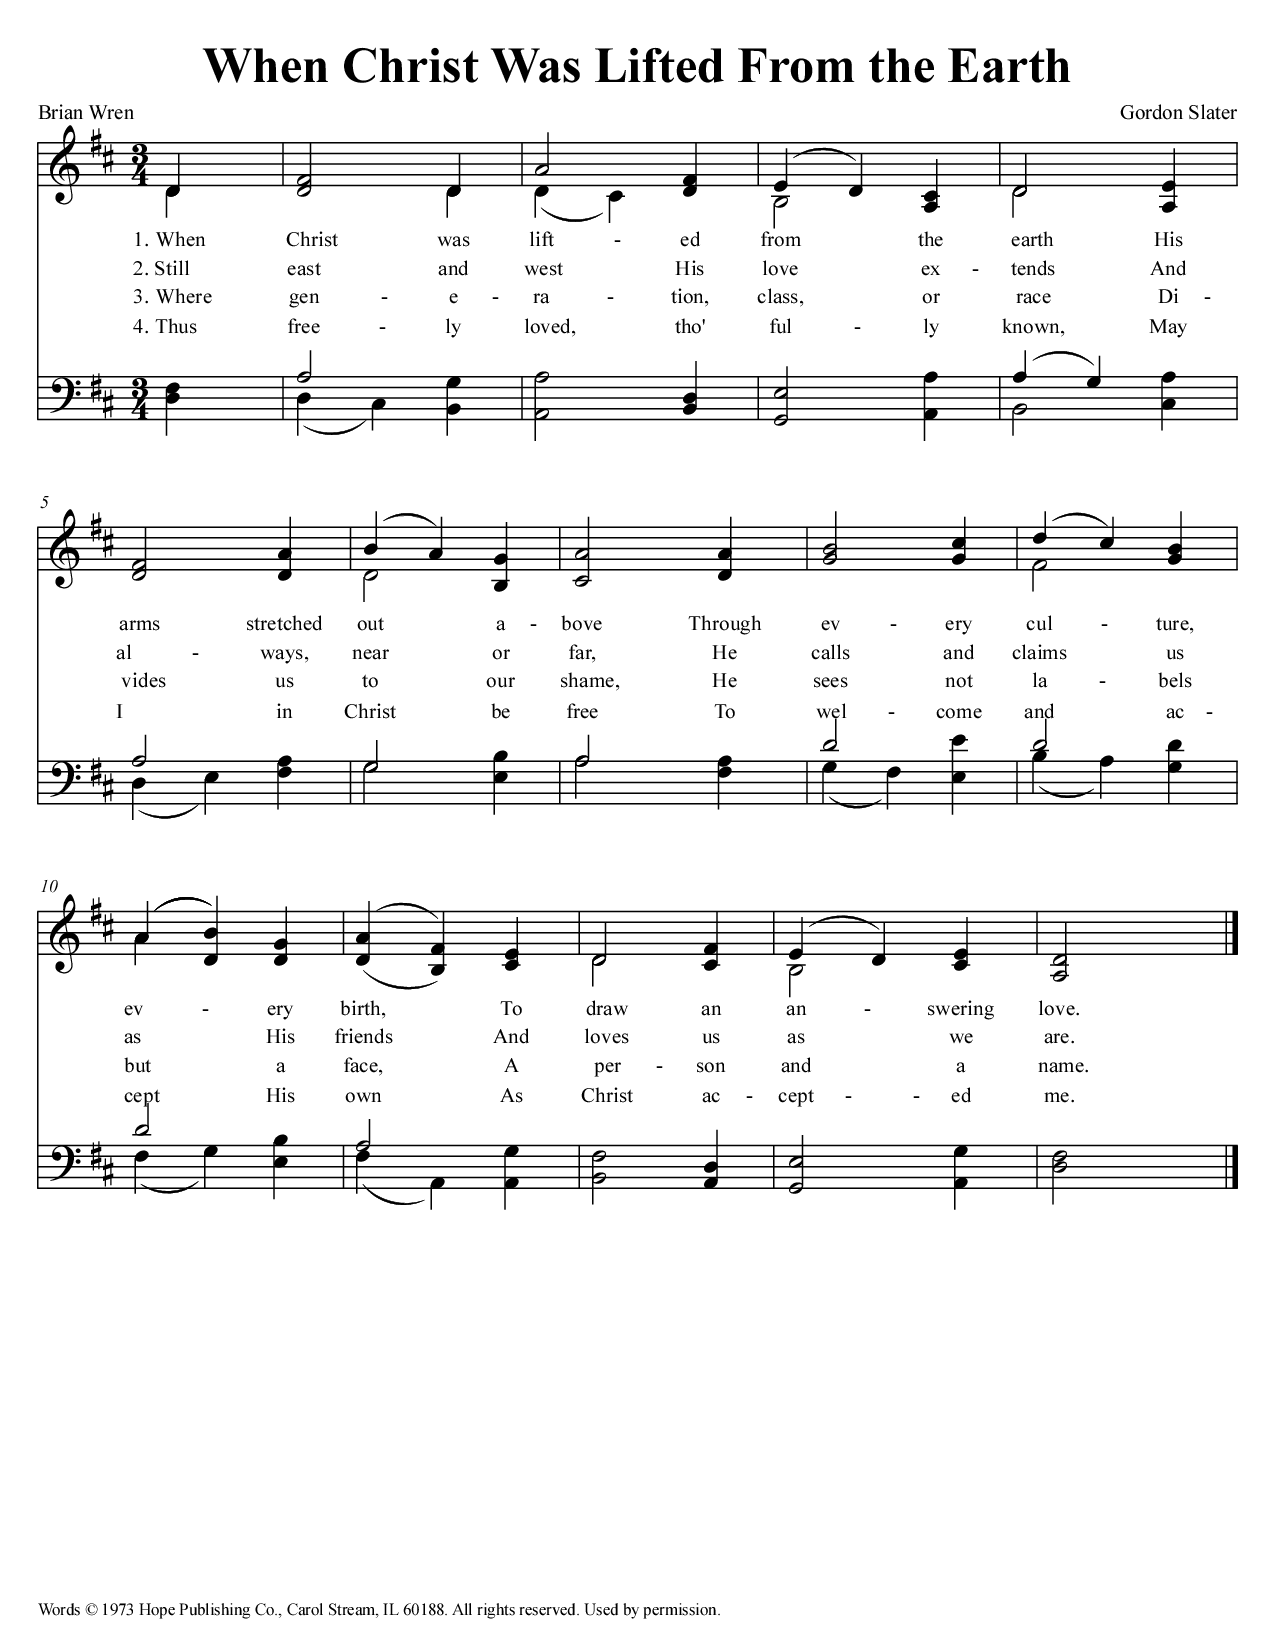 When Christ Was Lifted From the Earth
Brian Wren
Gordon Slater
3
4
1. When Christ was lift - ed from the earth His
2. Still east and west His love ex - tends And
3. Where gen - e - ra - tion, class, or race Di -
4. Thus free - ly loved, tho' ful - ly known, May
3
4
5
arms stretched out a - bove Through ev - ery cul - ture,
al - ways, near or far, He calls and claims us
vides us to our shame, He sees not la - bels
I in Christ be free To wel - come and ac -
10
ev - ery birth, To draw an an - swering love.
as His friends And loves us as we are.
but a face, A per - son and a name.
cept His own As Christ ac - cept - ed me.
Words © 1973 Hope Publishing Co., Carol Stream, IL 60188. All rights reserved. Used by permission.